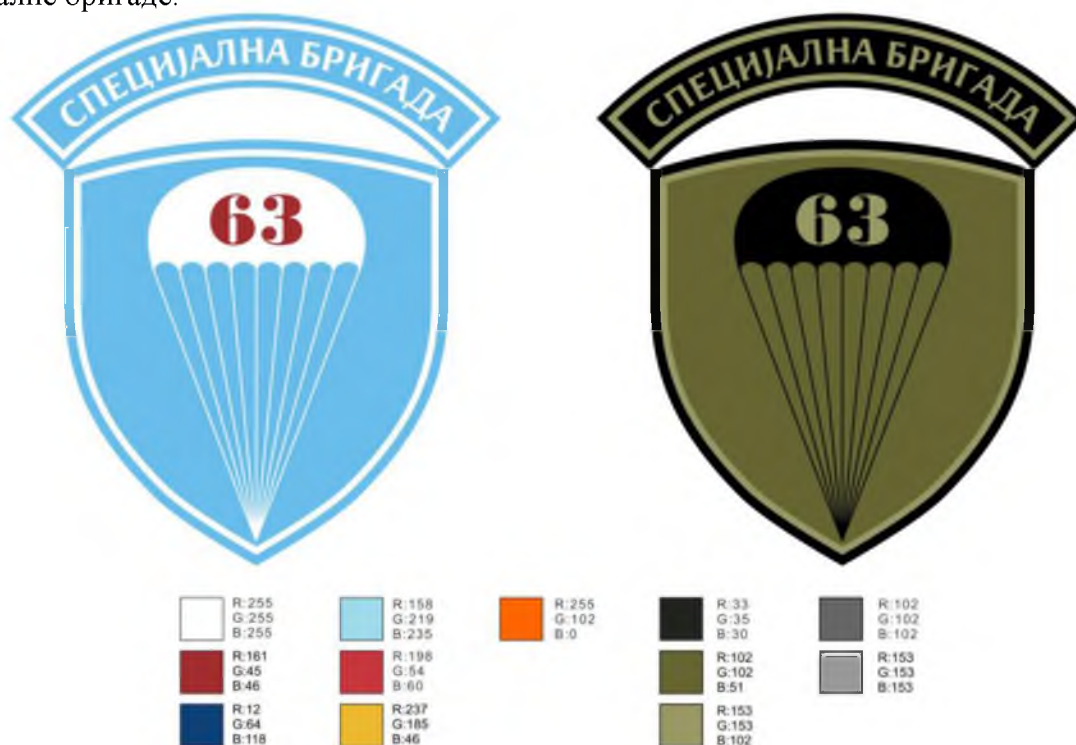 алне бригаде.
СПЕЦИЈАЛНА БРИГАДА
63
СПЕЦИЈАЛНА БРИГАДА
63
R:255
G:255
B:255
R:158
G:219
B:235
R:255
G:102
B:0
R:33
G:35
B:30
R:102
G:102
B:102
R:161
G:45
B:46
R:198
G:54
B:60
R:102
G:102
B:51
R:153
G:153
B:153
R:12
G:64
B:118
R:237
G:185
B:46
R:153
G:153
B:102